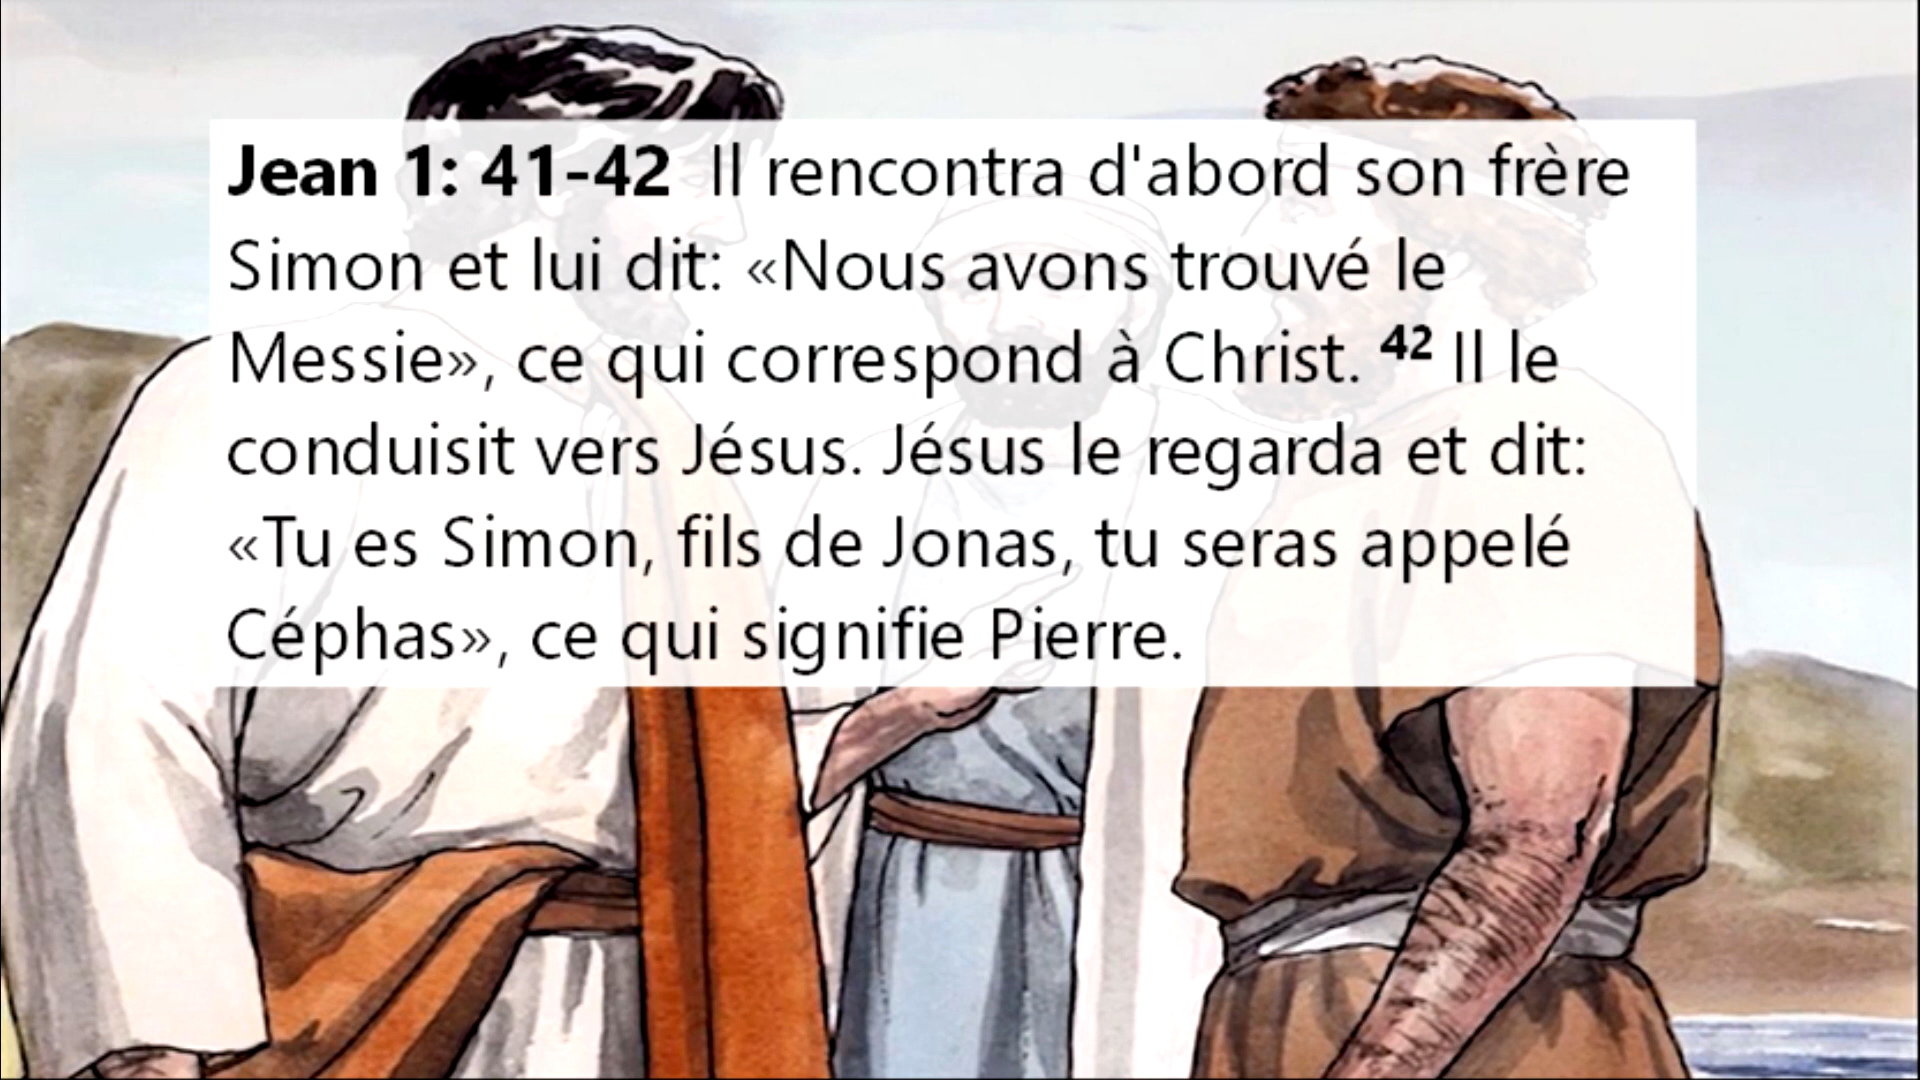 Jean 1: 41-42 Il rencontra d'abord son frère
Simon et lui dit: «Nous avons trouvé le
Messie», ce qui correspond à Christ. 42 Il le
conduisit vers Jésus. Jésus le regarda et dit:
«Tu es Simon, fils de Jonas, tu seras appelé
Céphas», ce qui signifie Pierre.